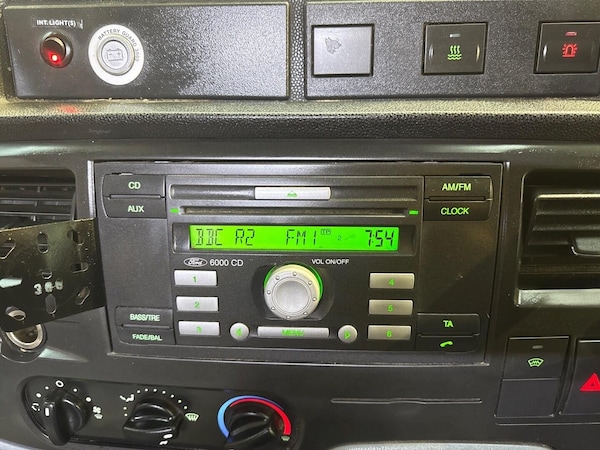 INT.LIGHT(S)
BATTERY GUARD
CD
AUX
AM/FM
CLOCK
BBC R2 FM1 7:54
Ford 6000 CD
VOL ON/OFF
1
4
2
5
3
MENU
6
BASS/TRE
FADE/BAL
TA